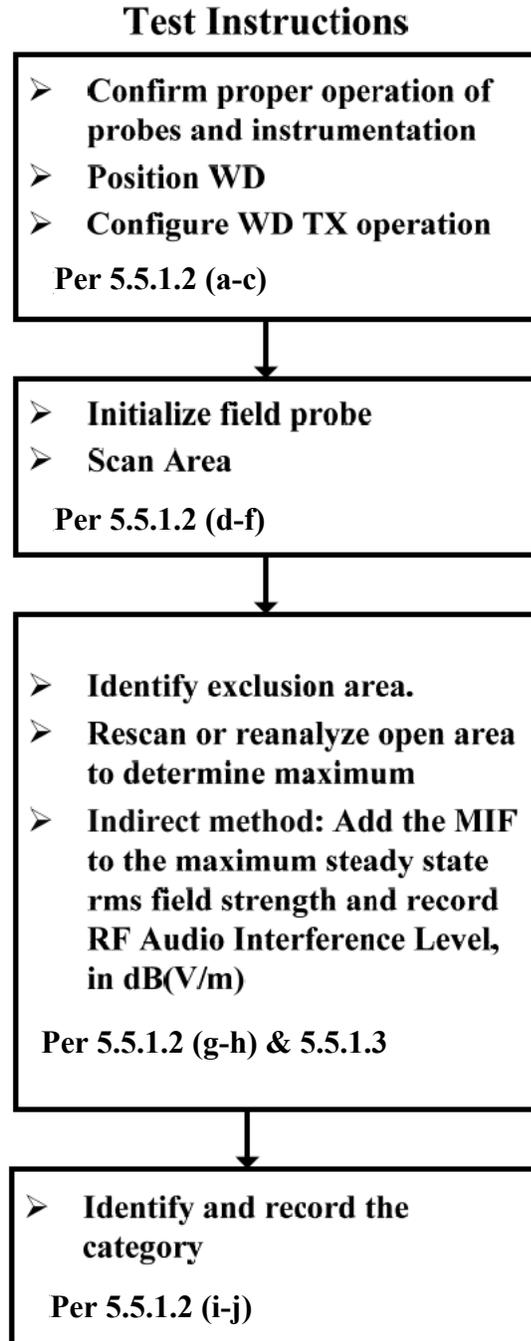 Test Instructions
➢ Confirm proper operation of
probes and instrumentation
➢ Position WD
➢ Configure WD TX operation
Per 5.5.1.2 (a-c)
➢ Initialize field probe
➢ Scan Area
Per 5.5.1.2 (d-f)
➢ Identify exclusion area.
➢ Rescan or reanalyze open area
to determine maximum
➢ Indirect method: Add the MIF
to the maximum steady state
rms field strength and record
RF Audio Interference Level,
in dB(V/m)
Per 5.5.1.2 (g-h) & 5.5.1.3
➢ Identify and record the
category
Per 5.5.1.2 (i-j)